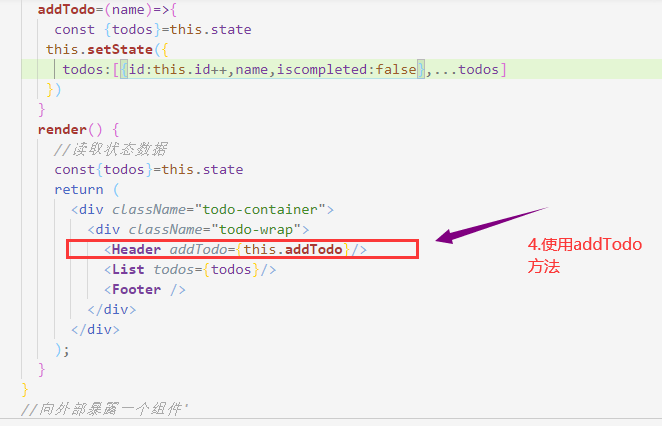 addTodo=(name)=>{
const {todos}=this.state
this.setState({
todos:[{id:this.id++,name,iscompleted:false},...todos]
})
}
render() {
//读取状态数据
const{todos}=this.state
return (
<div className="todo-container">
<div className="todo-wrap">
<Header addTodo={this.addTodo}/>
<List todos={todos}/>
<Footer />
</div>
</div>
);
}
}
//向外部暴露一个组件'
4.使用addTodo
方法